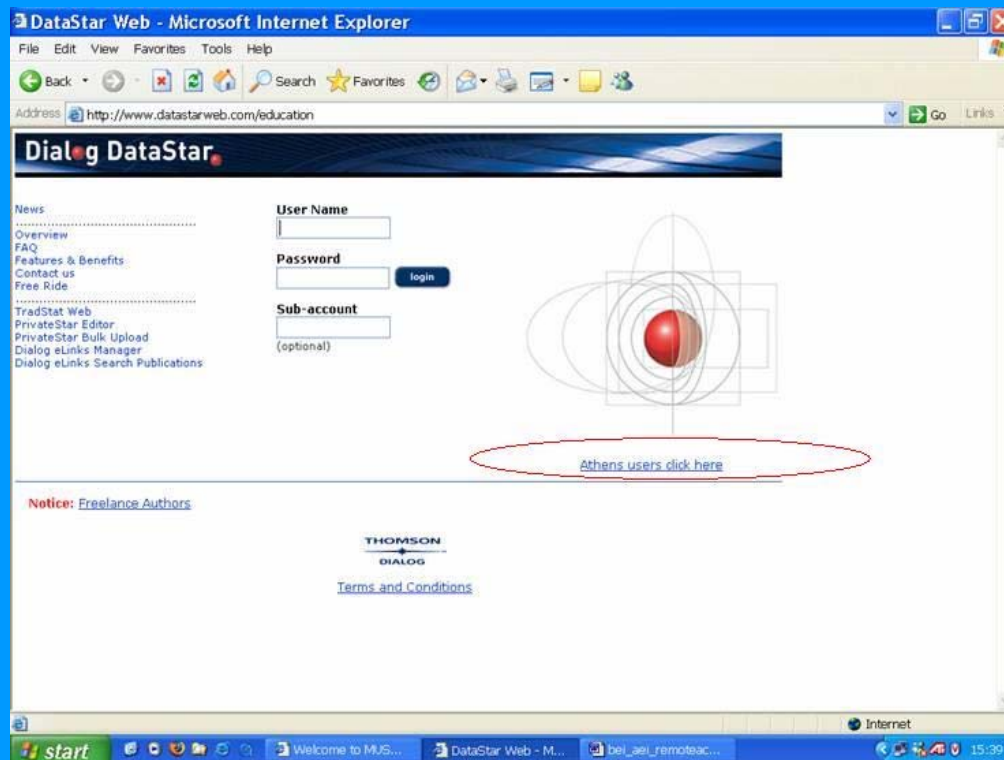 DataStar Web - Microsoft Internet Explorer
File Edit View Favorites Tools Help
Back Search Favorites
Address http://www.datastarweb.com/education Go Links
Dialog DataStar
News
Overview
FAQ
Features & Benefits
Contact us
Free Ride
TradStat Web
PrivateStar Editor
PrivateStar Bulk Upload
Dialog eLinks Manager
Dialog eLinks Search Publications
User Name
Password
login
Sub-account
(optional)
Athens users click here
Notice: Freelance Authors
THOMSON
DIALOG
Terms and Conditions
Internet
start Welcome to MUS... DataStar Web - M... bei_aei_remoteac... 15:39